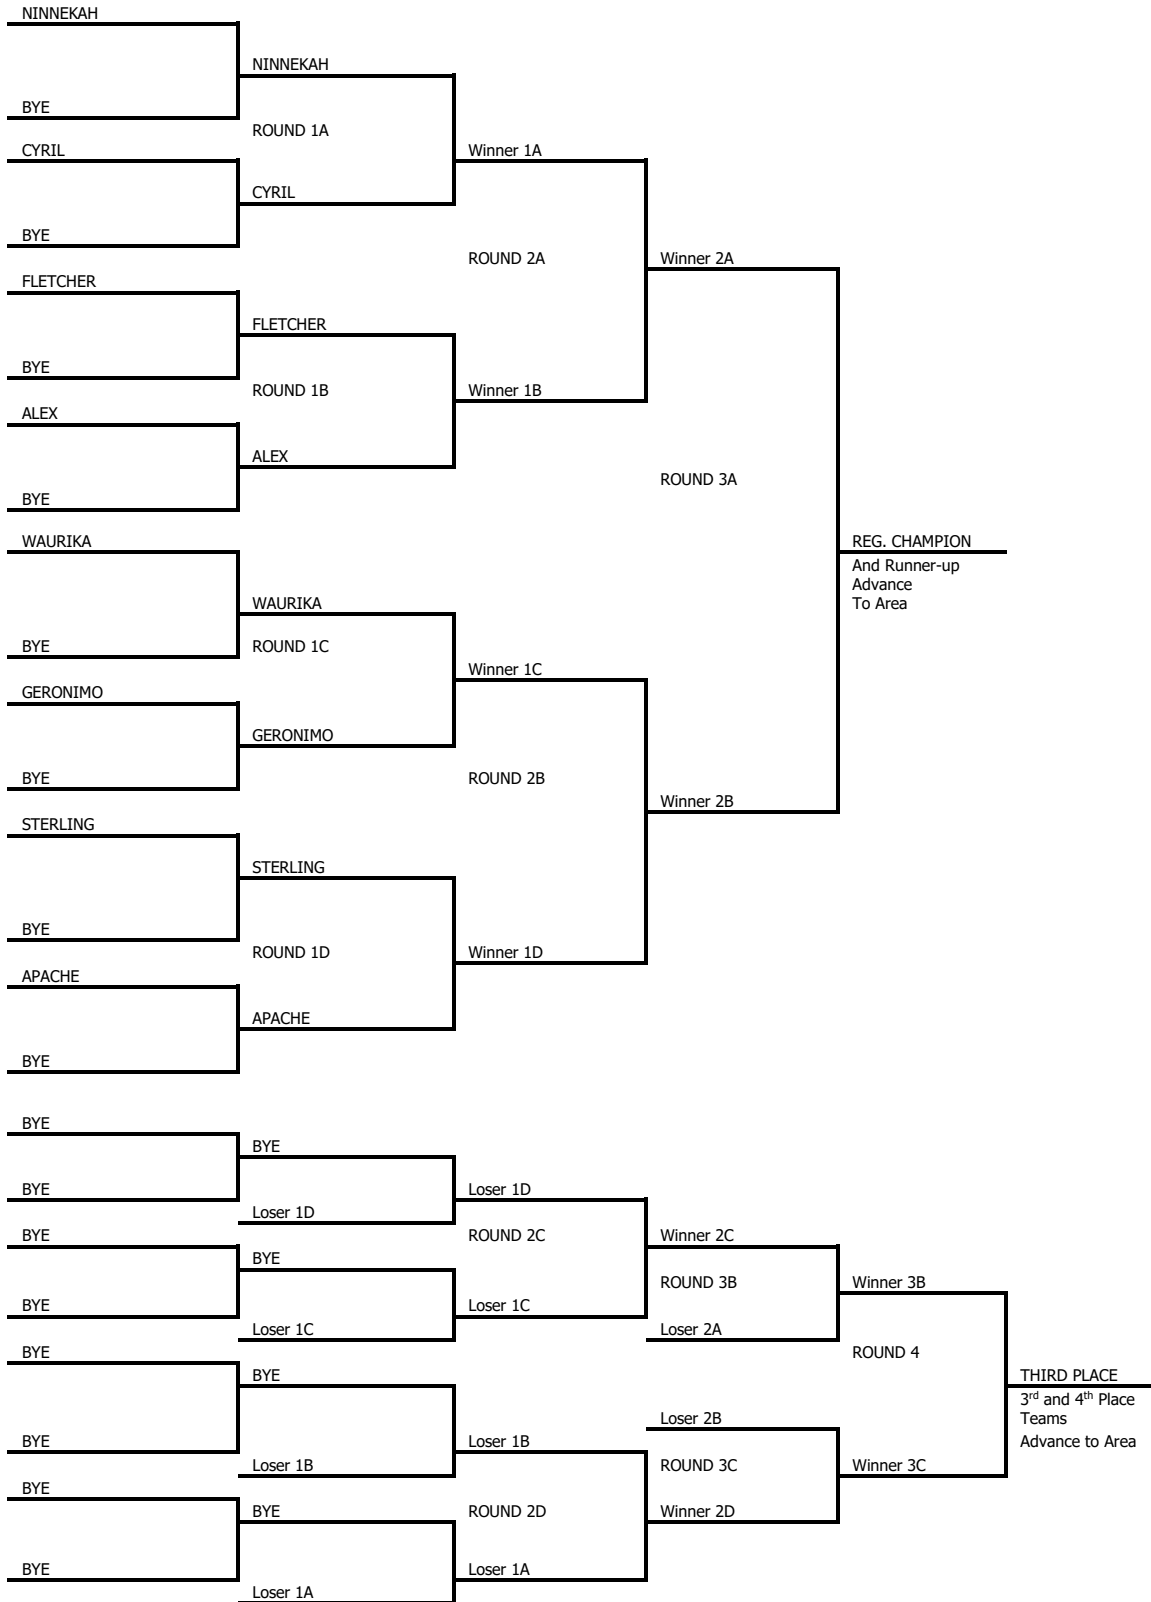 NINNEKAH
NINNEKAH
BYE
ROUND 1A
CYRIL
Winner 1A
CYRIL
BYE
ROUND 2A
Winner 2A
FLETCHER
FLETCHER
BYE
ROUND 1B
Winner 1B
ALEX
ALEX
ROUND 3A
BYE
WAURIKA
REG. CHAMPION
And Runner-up
Advance
To Area
WAURIKA
BYE
ROUND 1C
Winner 1C
GERONIMO
GERONIMO
BYE
ROUND 2B
Winner 2B
STERLING
STERLING
BYE
ROUND 1D
Winner 1D
APACHE
APACHE
BYE
BYE
BYE
BYE
Loser 1D
Loser 1D
BYE
ROUND 2C
Winner 2C
BYE
ROUND 3B
Winner 3B
BYE
Loser 1C
Loser 1C
Loser 2A
BYE
ROUND 4
BYE
THIRD PLACE
3rd and 4th Place
Teams
Advance to Area
Loser 2B
BYE
Loser 1B
Loser 1B
ROUND 3C
Winner 3C
BYE
BYE
ROUND 2D
Winner 2D
BYE
Loser 1A
Loser 1A